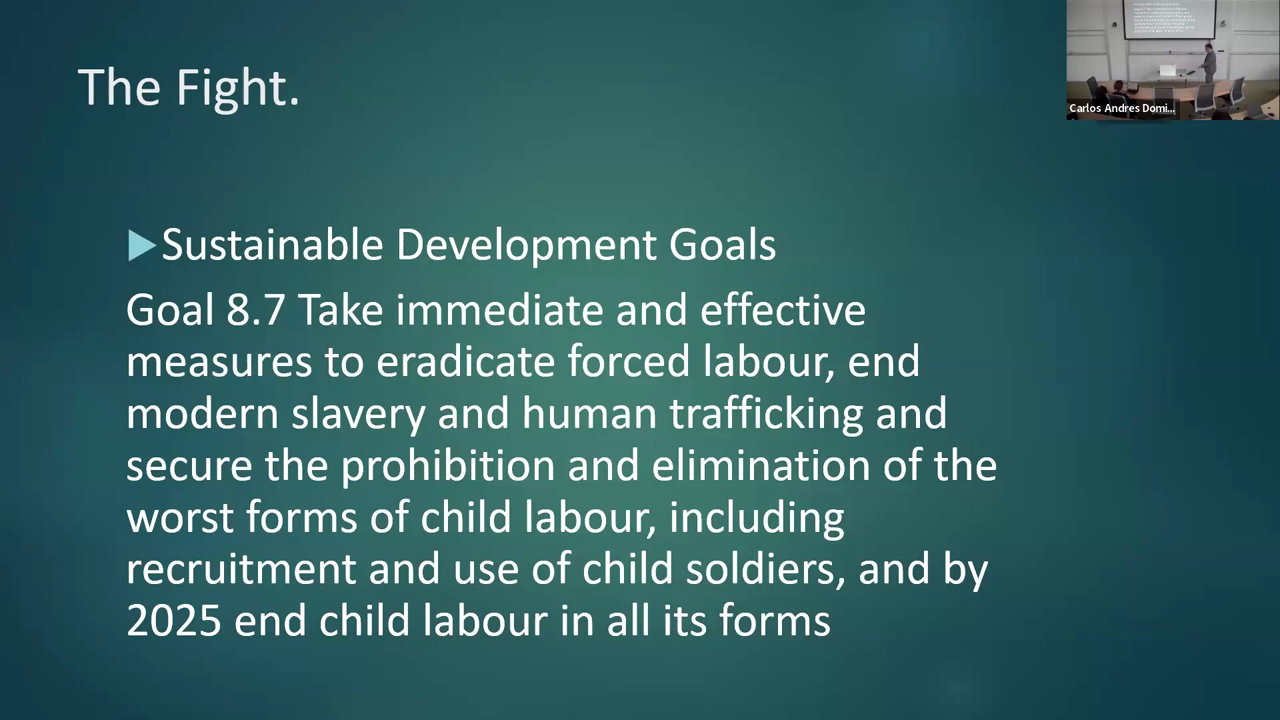 The Fight.
Carlos Andres Domi...
Sustainable Development Goals
Goal 8.7 Take immediate and effective
measures to eradicate forced labour, end
modern slavery and human trafficking and
secure the prohibition and elimination of the
worst forms of child labour, including
recruitment and use of child soldiers, and by
2025 end child labour in all its forms